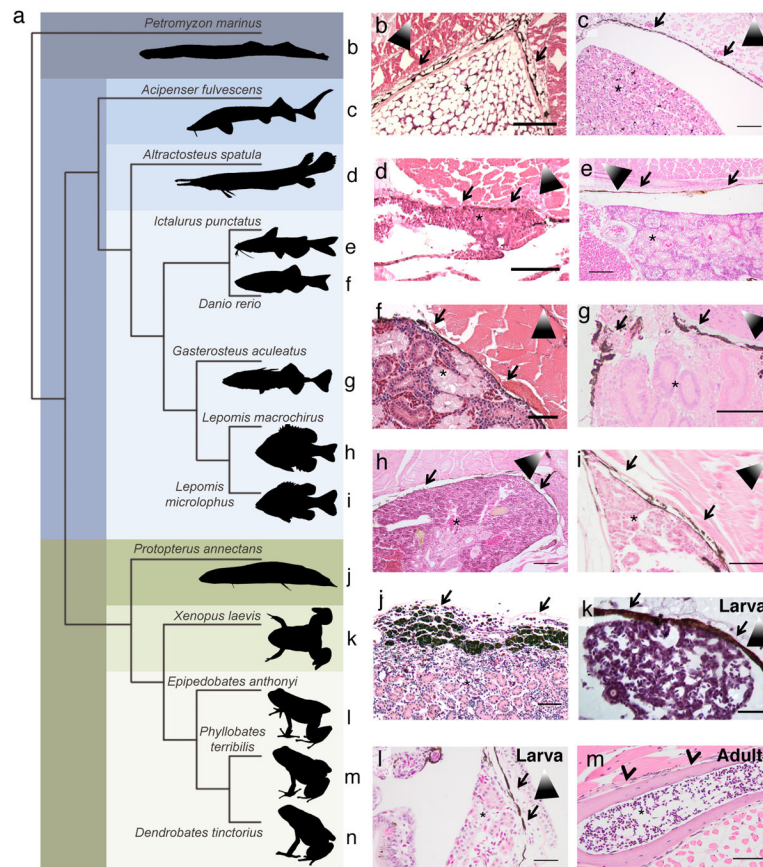 a
Petromyzon marinus
b
Acipenser fulvescens
c
Altractosteus spatula
d
Ictalurus punctatus
e
f
Danio rerio
Gasterosteus aculeatus
g
Lepomis macrochirus
h
Lepomis
microlophus
i
Protopterus annectans
j
Xenopus laevis
k
Epipedobates anthonyi
l
Phyllobates
terribilis
m
Dendrobates tinctorius
n
b
*
c
*
d
*
e
*
f
*
g
*
h
*
i
*
j
*
k
Larva
l
Larva
*
m
Adult
*